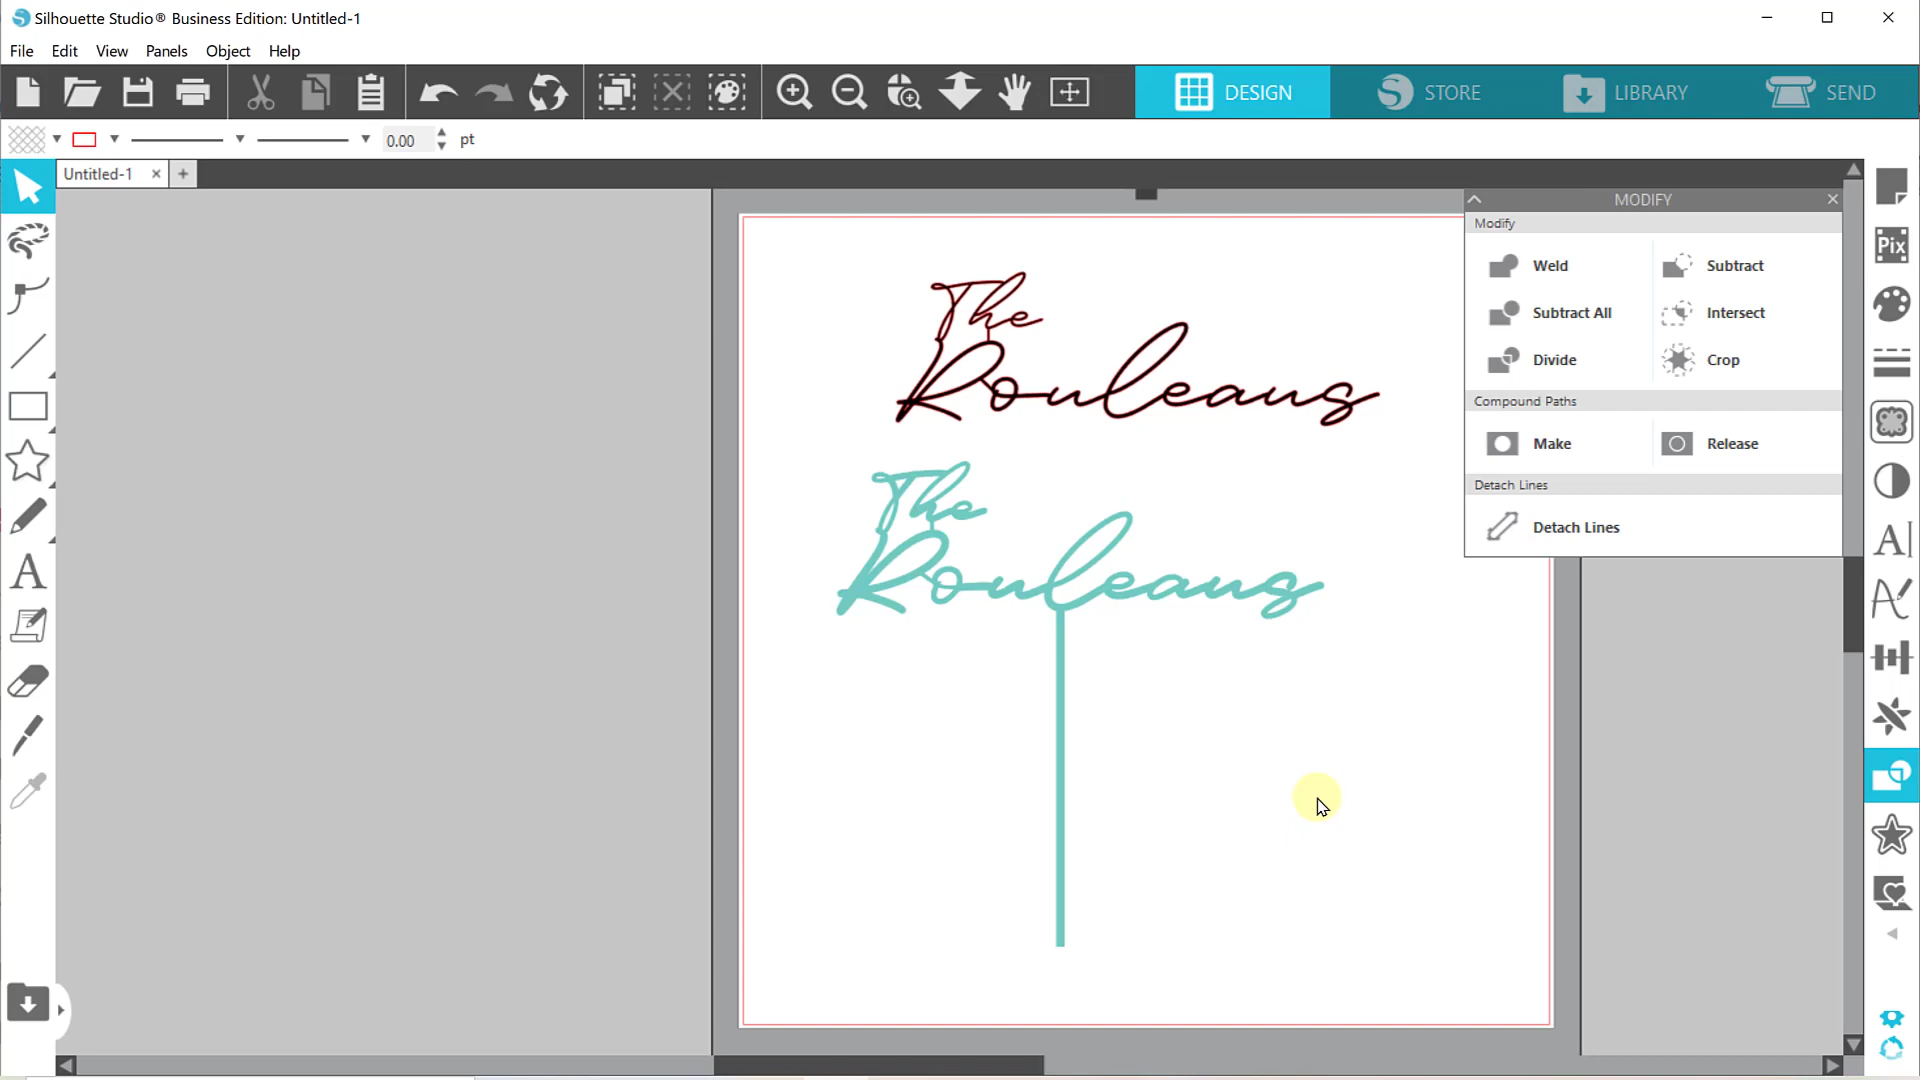 Silhouette Studio® Business Edition: Untitled-1
File Edit View Panels Object Help
DESIGN STORE LIBRARY SEND
0.00 pt
Untitled-1 × +
MODIFY
Modify
Weld Subtract
Subtract All Intersect
Divide Crop
Compound Paths
Make Release
Detach Lines
Detach Lines
Pix
The
Rouleaus
The
Rouleaus